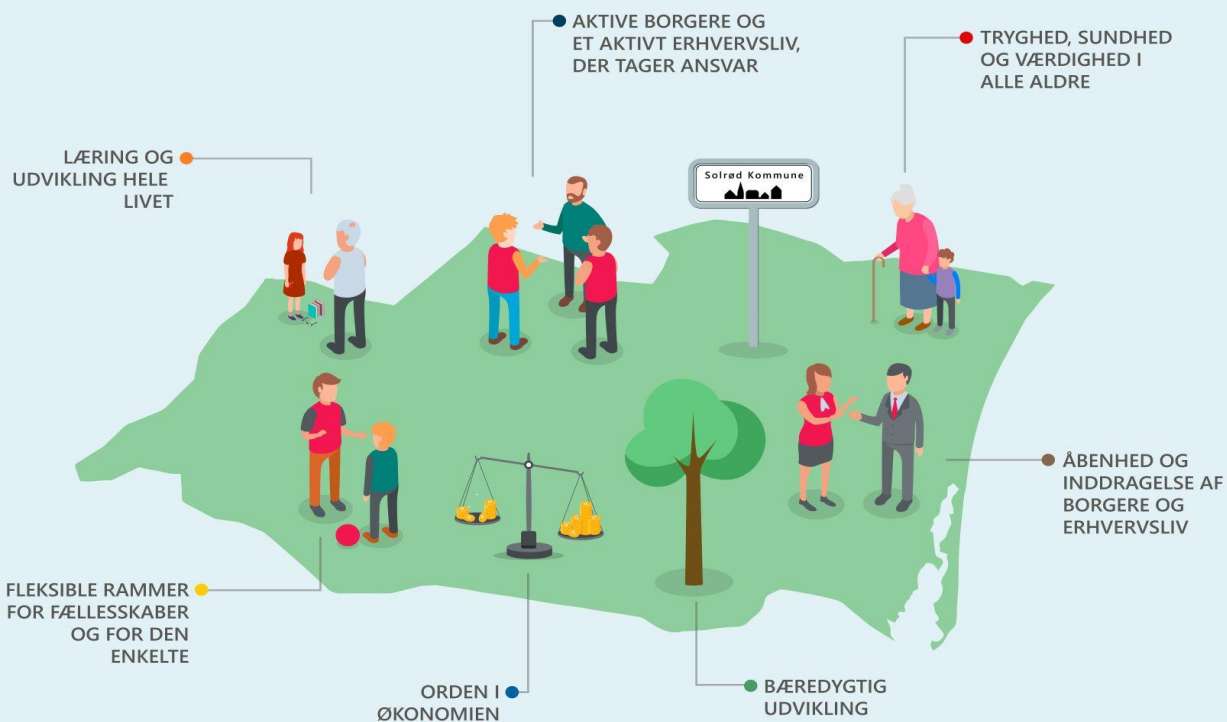 AKTIVE BORGERE OG
ET AKTIVT ERHVERVSLIV,
DER TAGER ANSVAR
TRYGHED, SUNDHED
OG VÆRDIGHED I
ALLE ALDRE
LÆRING OG
UDVIKLING HELE
LIVET
Solrød Kommune
ÅBENHED OG
INDDRAGELSE AF
BORGERE OG
ERHVERVSLIV
FLEKSIBLE RAMMER
FOR FÆLLESSKABER
OG FOR DEN
ENKELTE
ORDEN I
ØKONOMIEN
BÆREDYGTIG
UDVIKLING